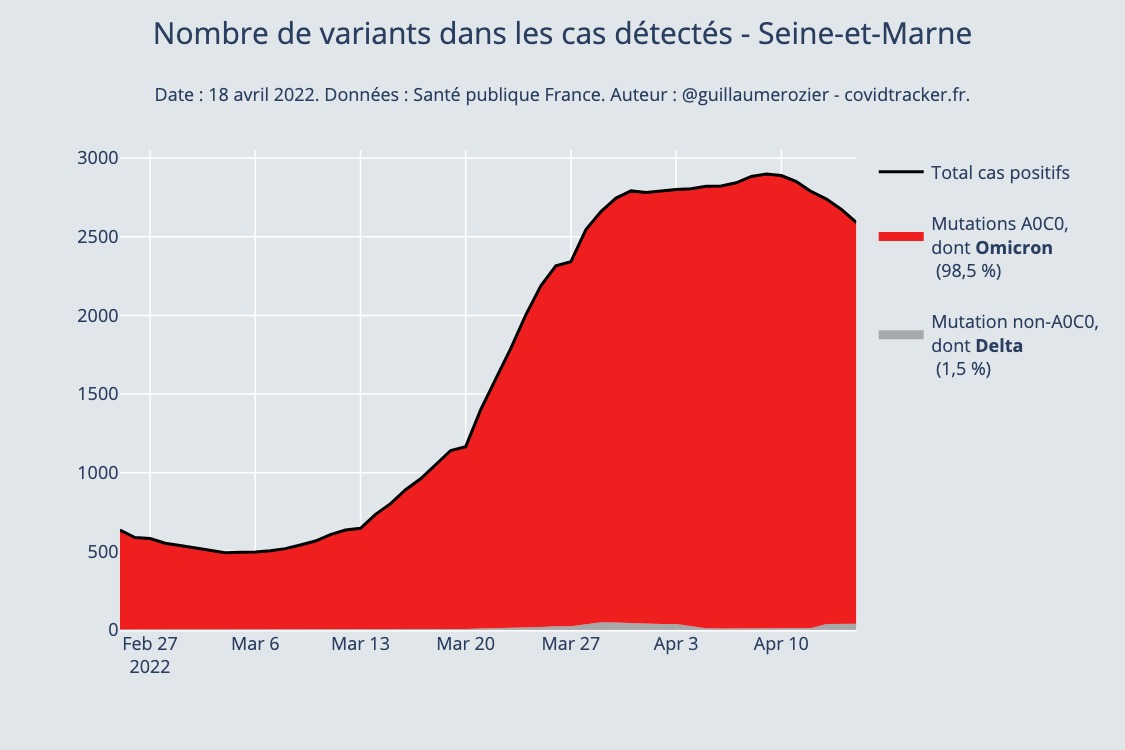 Nombre de variants dans les cas détectés - Seine-et-Marne
Date : 18 avril 2022. Données : Santé publique France. Auteur : @guillaumerozier - covidtracker.fr.
3000
2500
2000
1500
1000
500
0
Feb 27
2022
Mar 6
Mar 13
Mar 20
Mar 27
Apr 3
Apr 10
Total cas positifs
Mutations A0C0,
dont Omicron
(98,5 %)
Mutation non-A0C0,
dont Delta
(1,5 %)